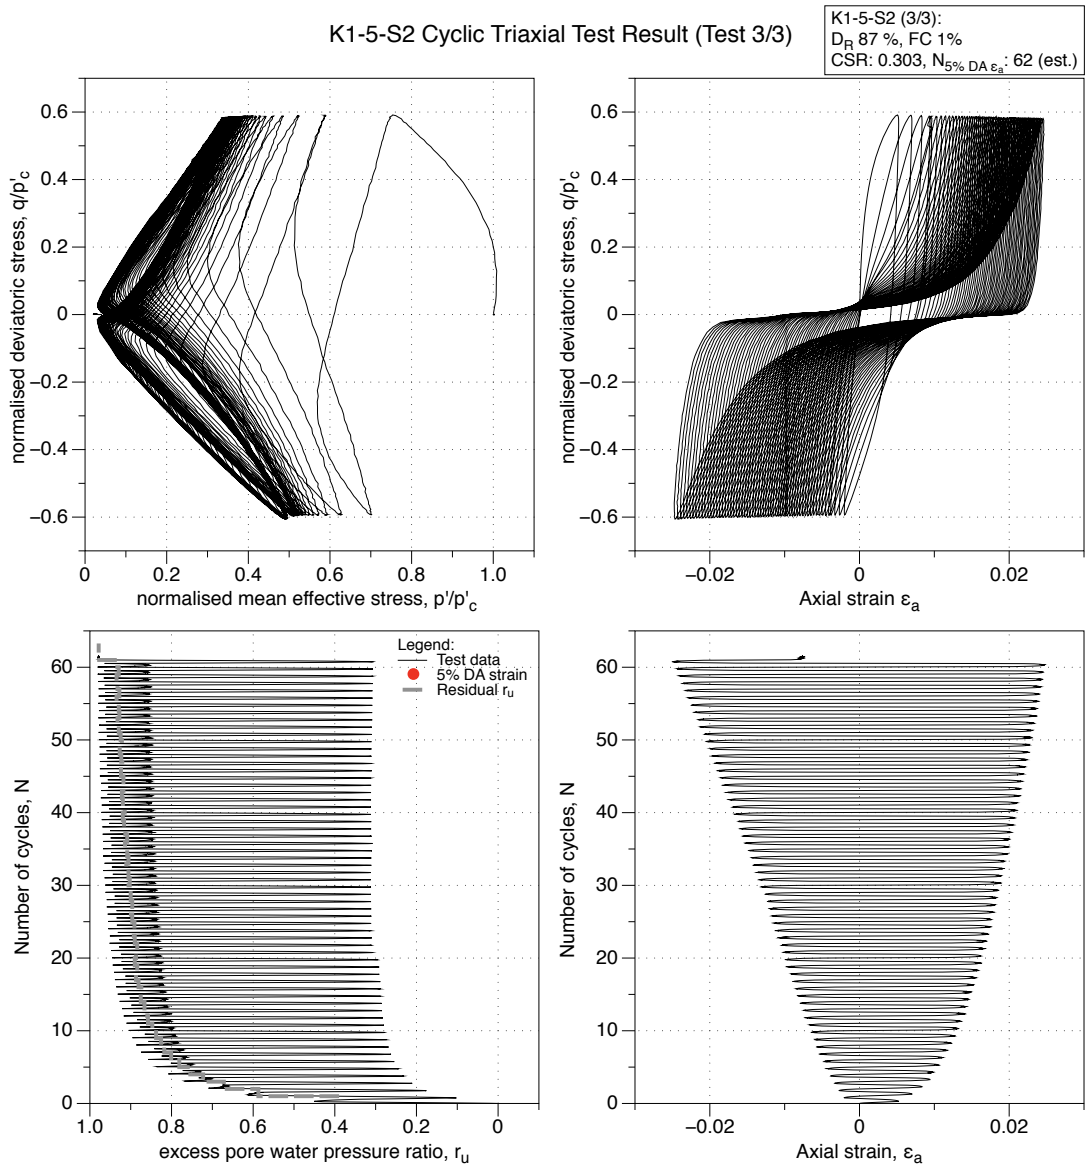 K1-5-S2 Cyclic Triaxial Test Result (Test 3/3)
K1-5-S2 (3/3):
DR 87 %, FC 1%
CSR: 0.303, N5% DA εa: 62 (est.)
normalised deviatoric stress, q/p'c
0.6
0.4
0.2
0
−0.2
−0.4
−0.6
0 0.2 0.4 0.6 0.8 1.0
normalised mean effective stress, p'/p'c
normalised deviatoric stress, q/p'c
0.6
0.4
0.2
0
−0.2
−0.4
−0.6
−0.02 0 0.02
Axial strain εa
Number of cycles, N
60
50
40
30
20
10
0
Legend:
Test data
5% DA strain
Residual ru
1.0 0.8 0.6 0.4 0.2 0
excess pore water pressure ratio, ru
Number of cycles, N
60
50
40
30
20
10
0
−0.02 0 0.02
Axial strain, εa